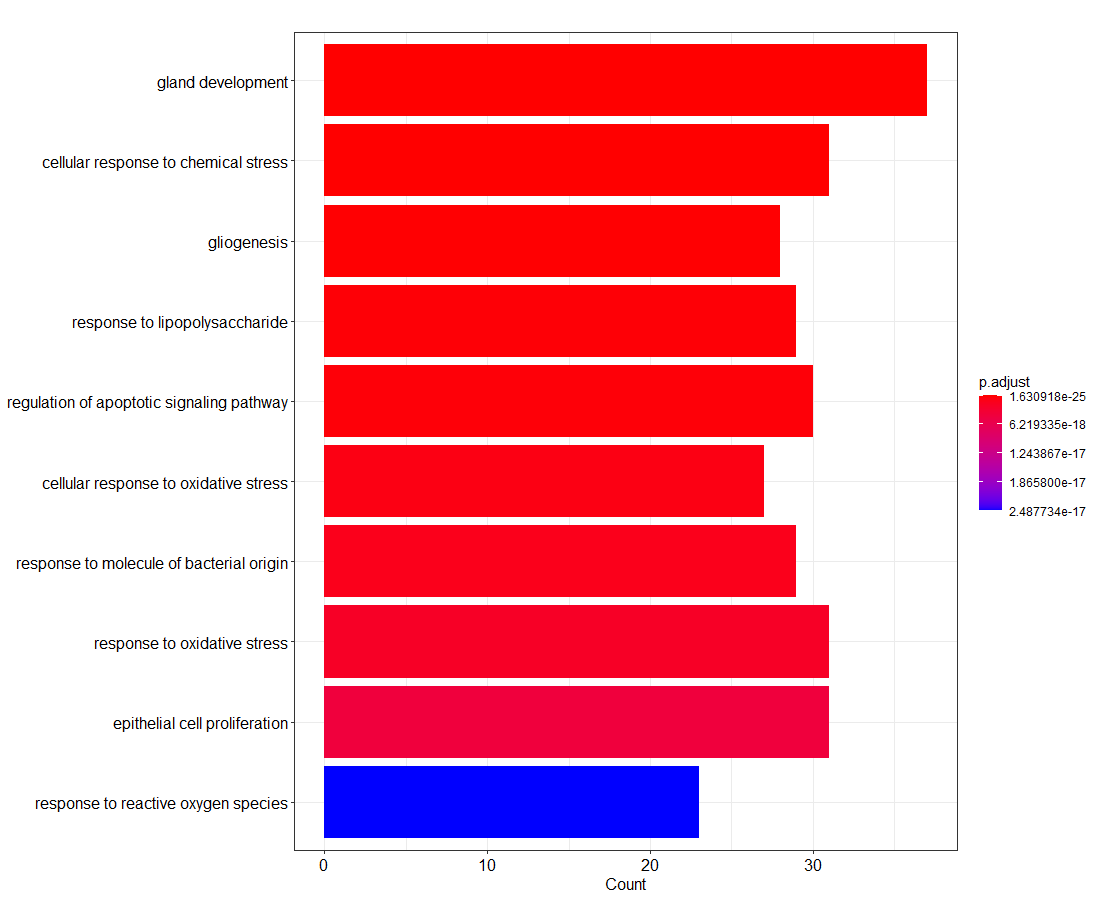 gland development
cellular response to chemical stress
gliogenesis
response to lipopolysaccharide
regulation of apoptotic signaling pathway
cellular response to oxidative stress
response to molecule of bacterial origin
response to oxidative stress
epithelial cell proliferation
response to reactive oxygen species
0 10 20 30
Count
p.adjust
1.630918e-25
6.219335e-18
1.243867e-17
1.865800e-17
2.487734e-17